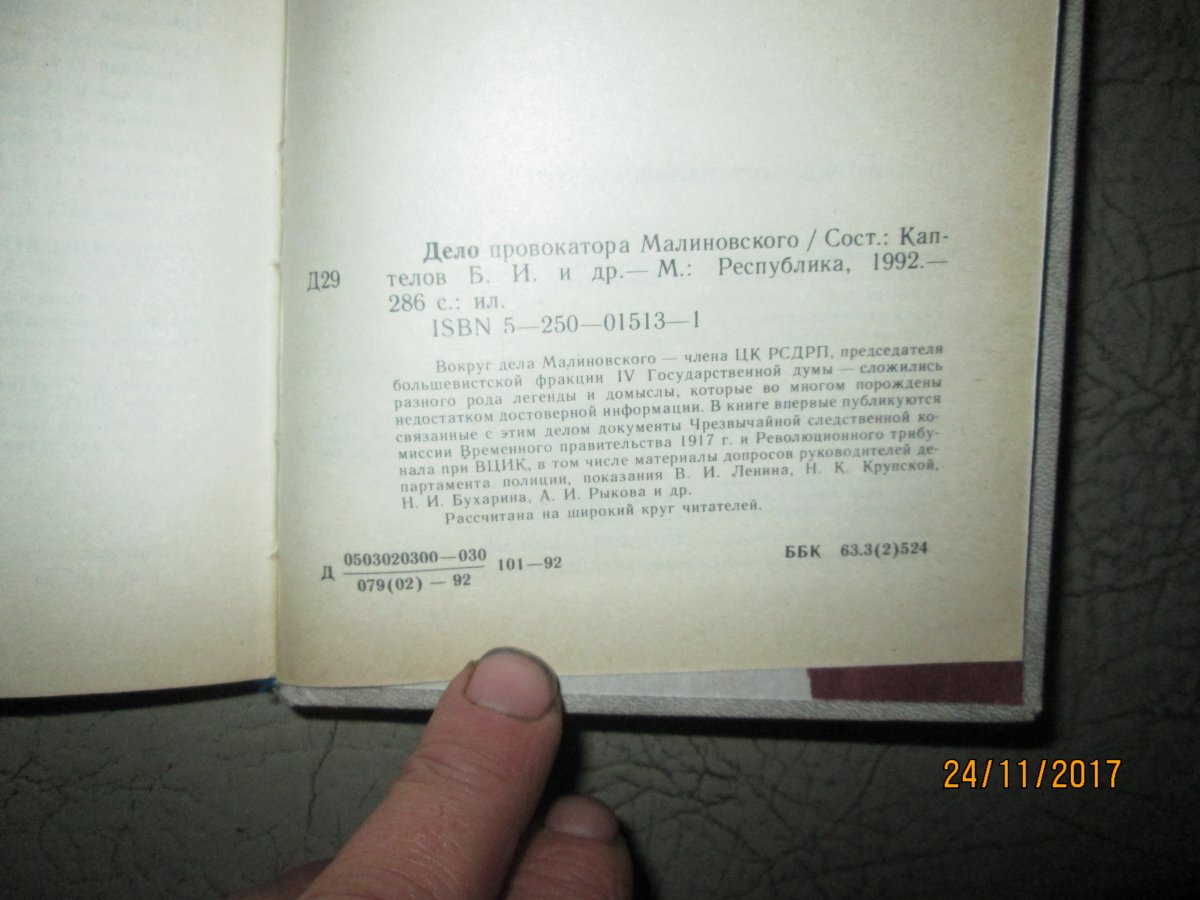 Дело провокатора Малиновского / Сост.: Кап-
Д29 телов Б. И. и др.— М.: Республика, 1992.—
286 с.: ил.
ISBN 5—250—01513—1
Вокруг дела Малиновского — члена ЦК РСДРП, председателя
большевистской фракции IV Государственной думы — сложились
разного рода легенды и домыслы, которые во многом порождены
недостатком достоверной информации. В книге впервые публикуются
связанные с этим делом документы Чрезвычайной следственной ко-
миссии Временного правительства 1917 г. и Революционного трибу-
нала при ВЦИК, в том числе материалы допросов руководителей де-
партамента полиции, показания В. И. Ленина, Н. К. Крупской,
Н. И. Бухарина, А. И. Рыкова и др.
Рассчитана на широкий круг читателей.
Д 0503020300—030 101—92 ББК 63.3(2)524
079(02) — 92
24/11/2017